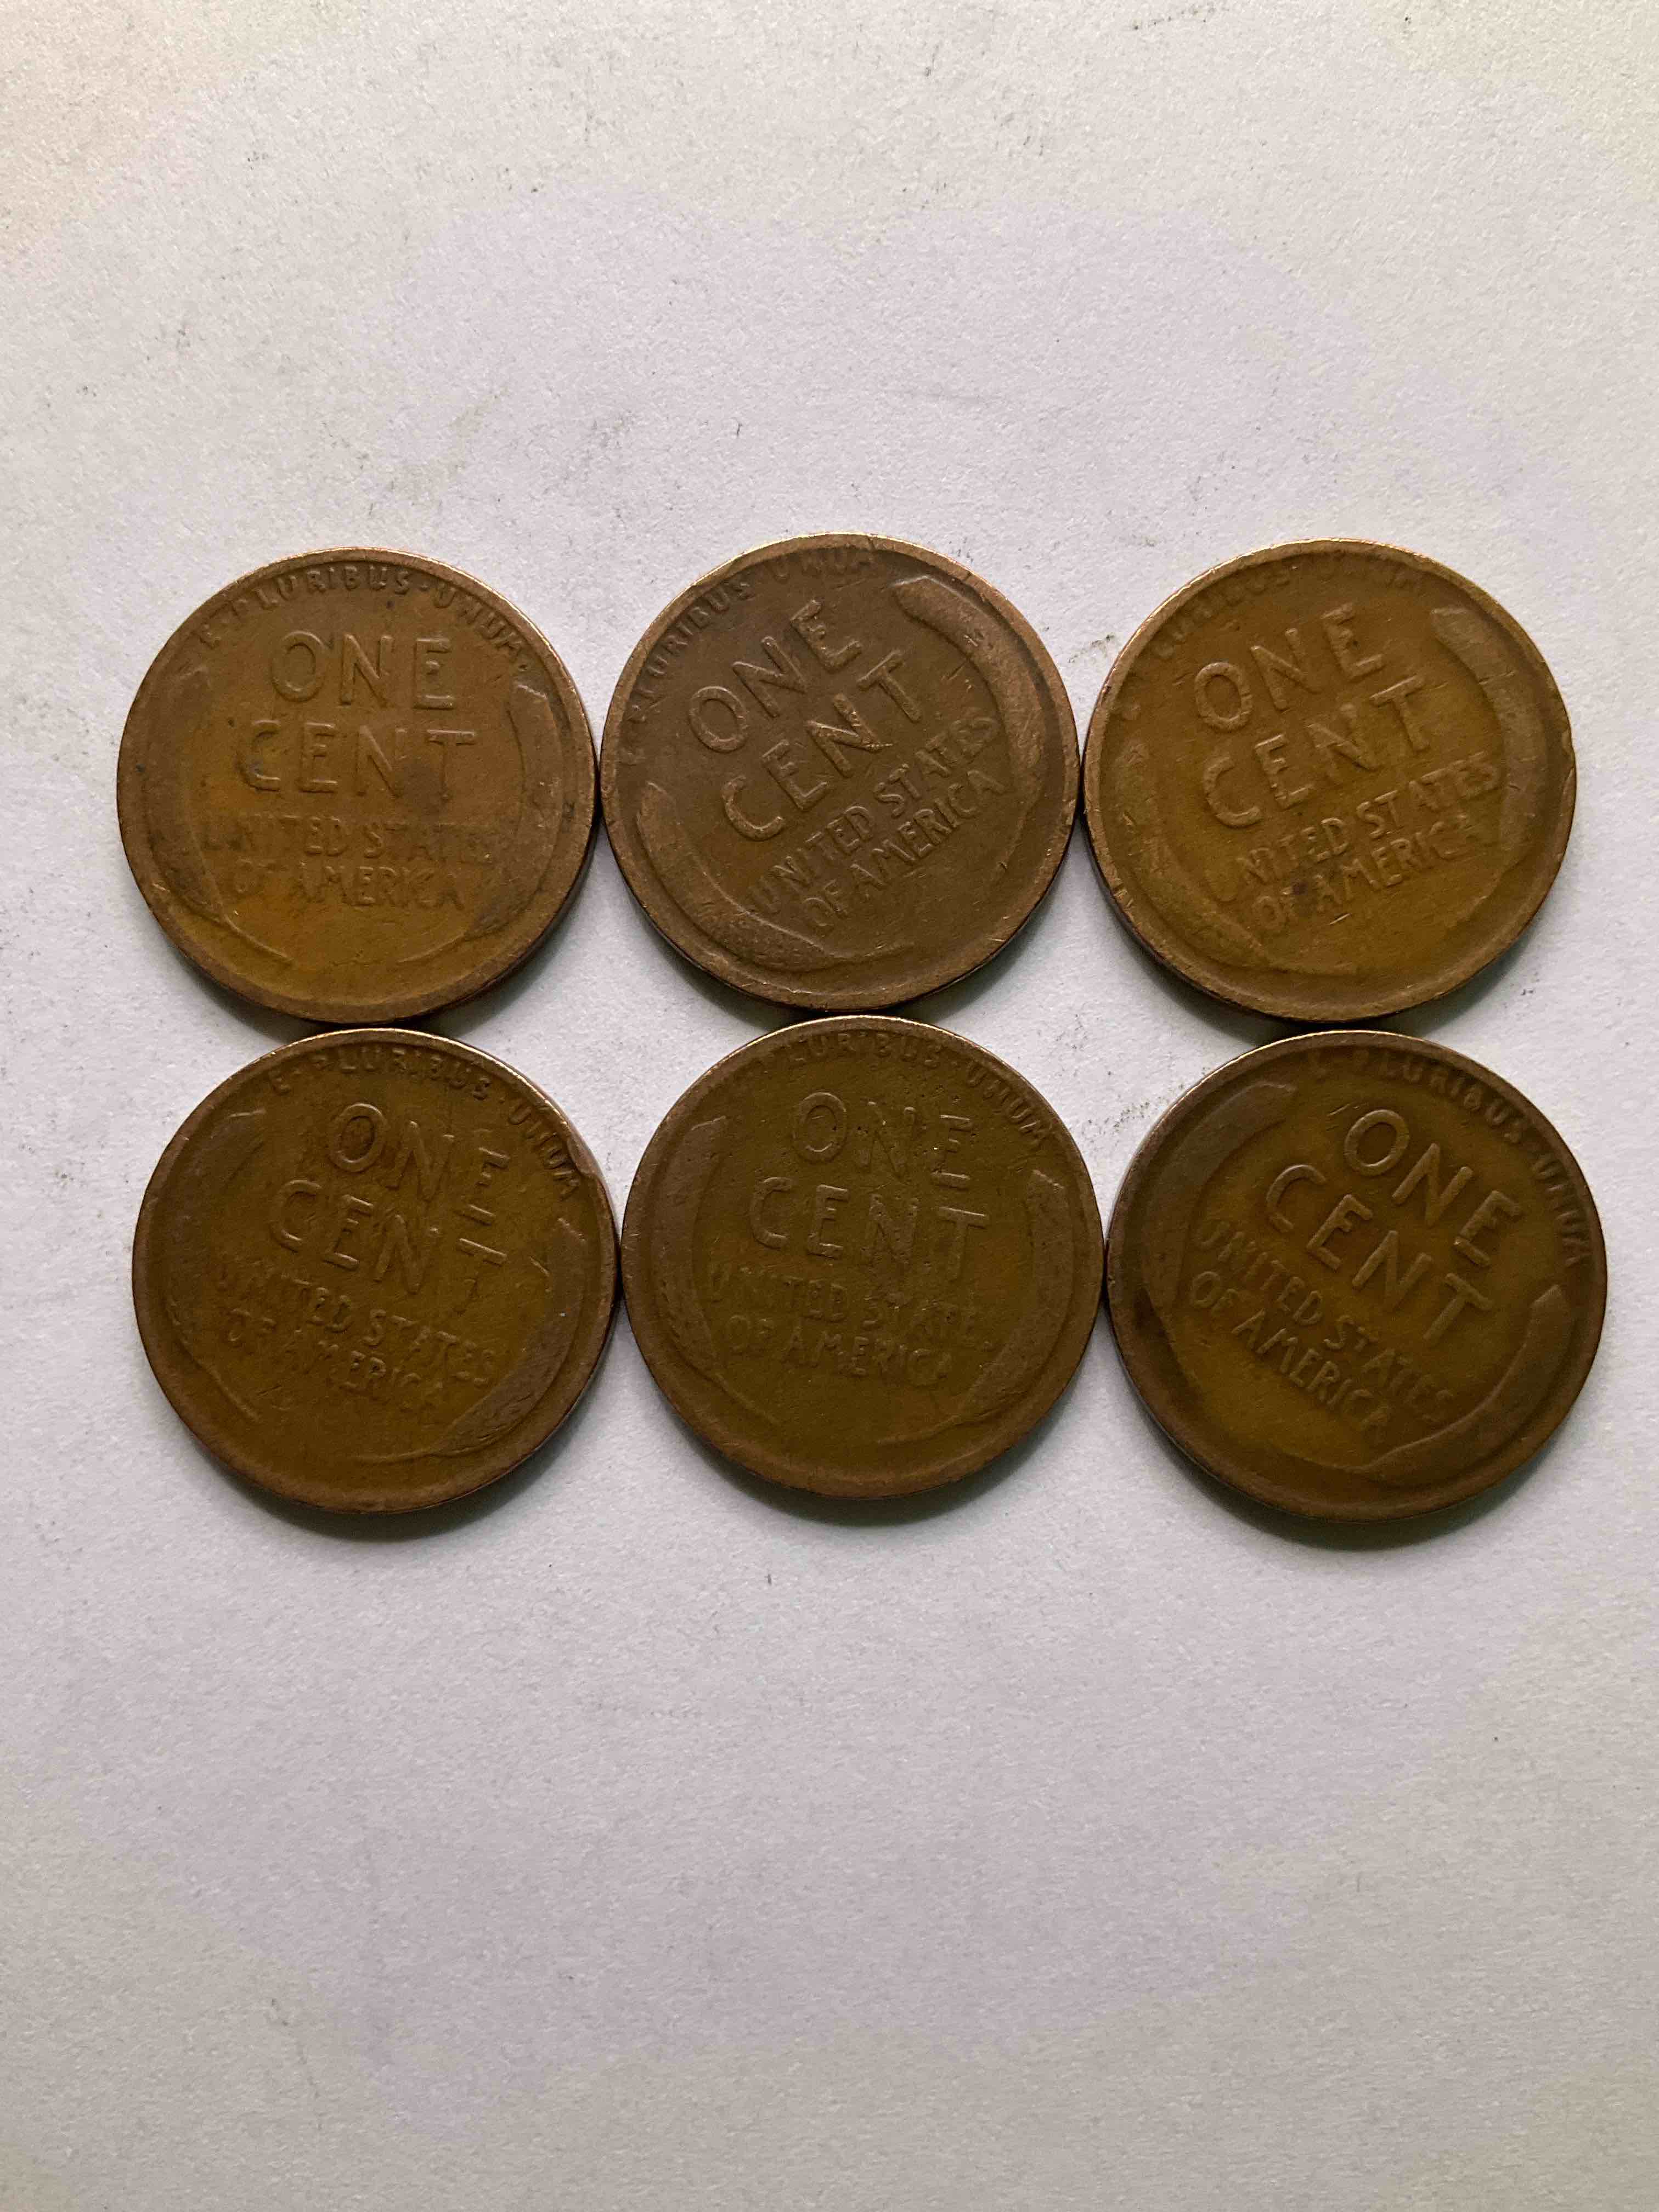 E·PLURIBUS·UNUM
ONE
CENT
UNITED STATES
OF AMERICA
PLURIBUS·UNUM
ONE
CENT
UNITED STATES
OF AMERICA
ONE
CENT
UNITED STATES
OF AMERICA
E·PLURIBUS·UNUM
ONE
CENT
UNITED STATES
OF AMERICA
PLURIBUS·UNUM
ONE
CENT
UNITED STATE
OF AMERICA
E·PLURIBUS·UNUM
ONE
CENT
UNITED STATES
OF AMERICA